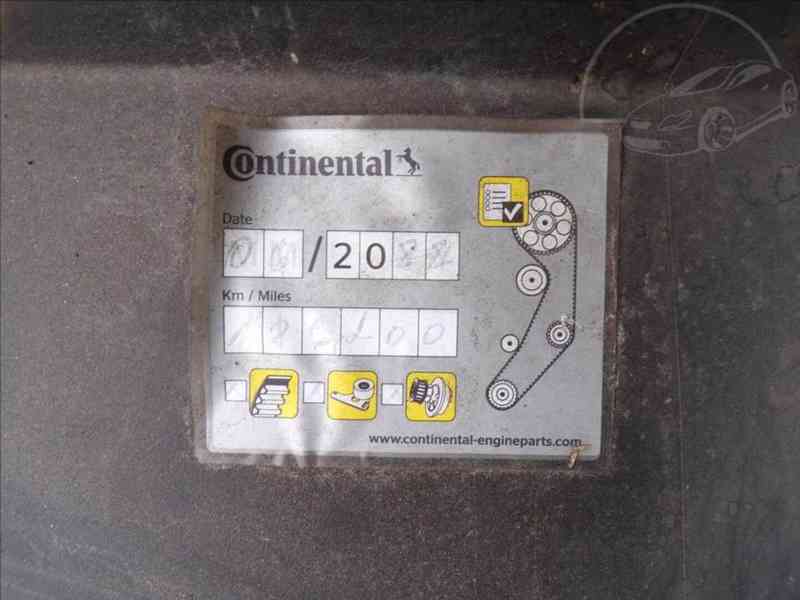 Continental
Date
/20
Km / Miles
www.continental-engineparts.com